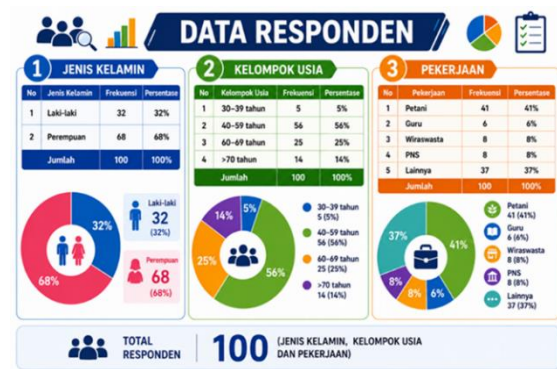 DATA RESPONDEN
1 JENIS KELAMIN
No Jenis Kelamin Frekuensi Persentase
1 Laki-laki 32 32%
2 Perempuan 68 68%
Jumlah 100 100%
32%
68%
Laki-laki
32
(32%)
Perempuan
68
(68%)
2 KELOMPOK USIA
No Kelompok Usia Frekuensi Persentase
1 30–39 tahun 5 5%
2 40–59 tahun 56 56%
3 60–69 tahun 25 25%
4 >70 tahun 14 14%
Jumlah 100 100%
5%
14%
25%
56%
30–39 tahun
5 (5%)
40–59 tahun
56 (56%)
60–69 tahun
25 (25%)
>70 tahun
14 (14%)
3 PEKERJAAN
No Pekerjaan Frekuensi Persentase
1 Petani 41 41%
2 Guru 6 6%
3 Wiraswasta 8 8%
4 PNS 8 8%
5 Lainnya 37 37%
Jumlah 100 100%
37%
41%
8%
8%
6%
Petani
41 (41%)
Guru
6 (6%)
Wiraswasta
8 (8%)
PNS
8 (8%)
Lainnya
37 (37%)
TOTAL
RESPONDEN
100
(JENIS KELAMIN, KELOMPOK USIA
DAN PEKERJAAN)